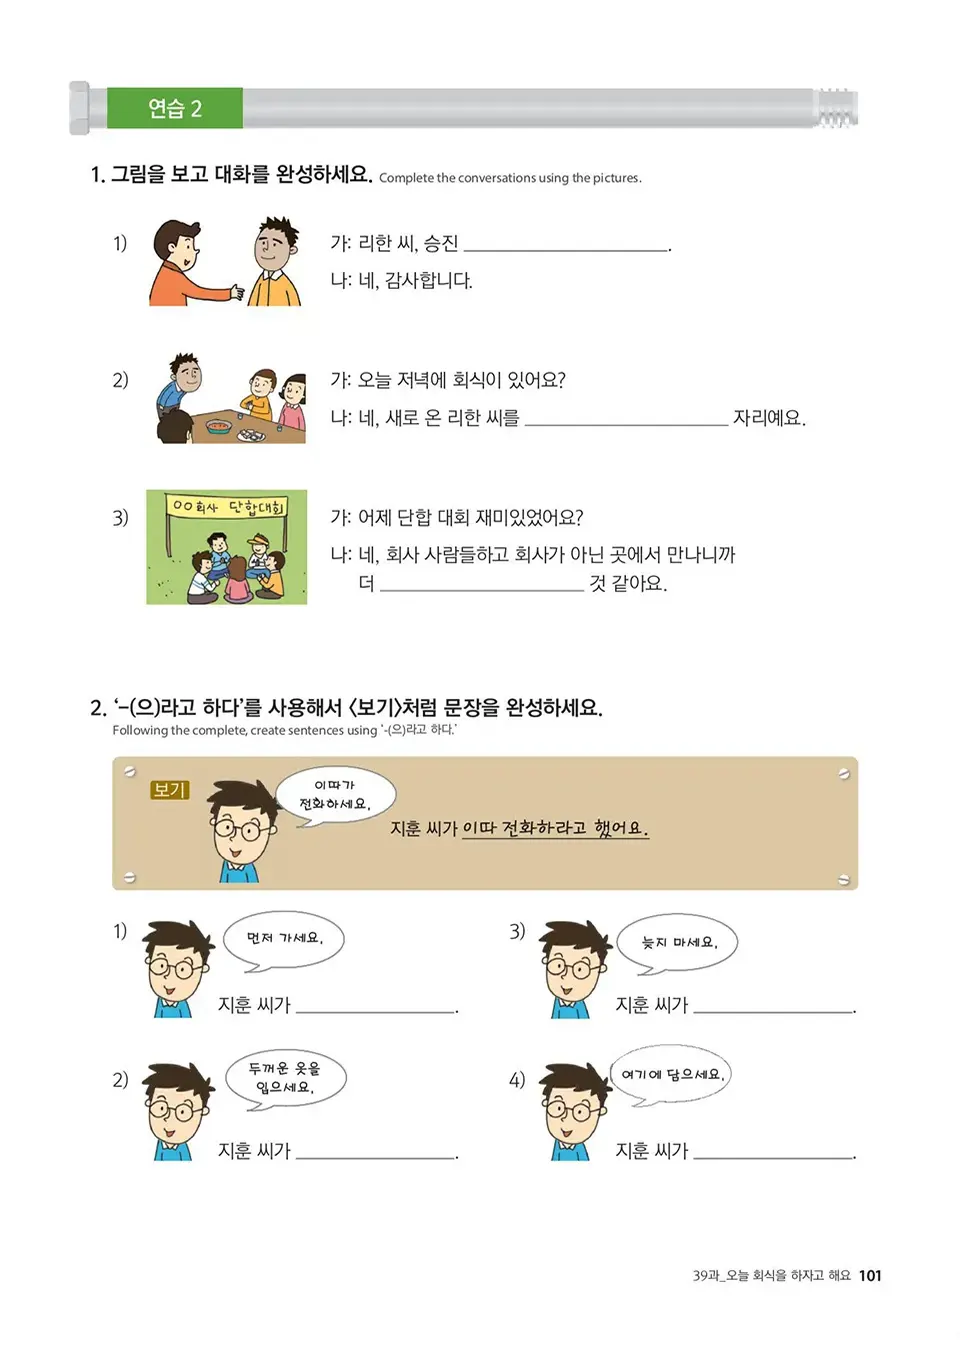 연습 2
1. 그림을 보고 대화를 완성하세요. Complete the conversations using the pictures.
1)
가: 리한 씨, 승진 ____________________.
나: 네, 감사합니다.
2)
가: 오늘 저녁에 회식이 있어요?
나: 네, 새로 온 리한 씨를 ____________________ 자리예요.
3)
OO회사 단합대회
가: 어제 단합 대회 재미있었어요?
나: 네, 회사 사람들하고 회사가 아닌 곳에서 만나니까
더 ____________________ 것 같아요.
2. ‘-(으)라고 하다’를 사용해서 <보기>처럼 문장을 완성하세요.
Following the complete, create sentences using ‘-(으)라고 하다.’
보기
이따가
전화하세요.
지훈 씨가 이따 전화하라고 했어요.
1)
먼저 가세요.
지훈 씨가 ________________.
2)
두꺼운 옷을
입으세요.
지훈 씨가 ________________.
3)
늦지 마세요.
지훈 씨가 ________________.
4)
여기에 담으세요.
지훈 씨가 ________________.
39과_오늘 회식을 하자고 해요 101